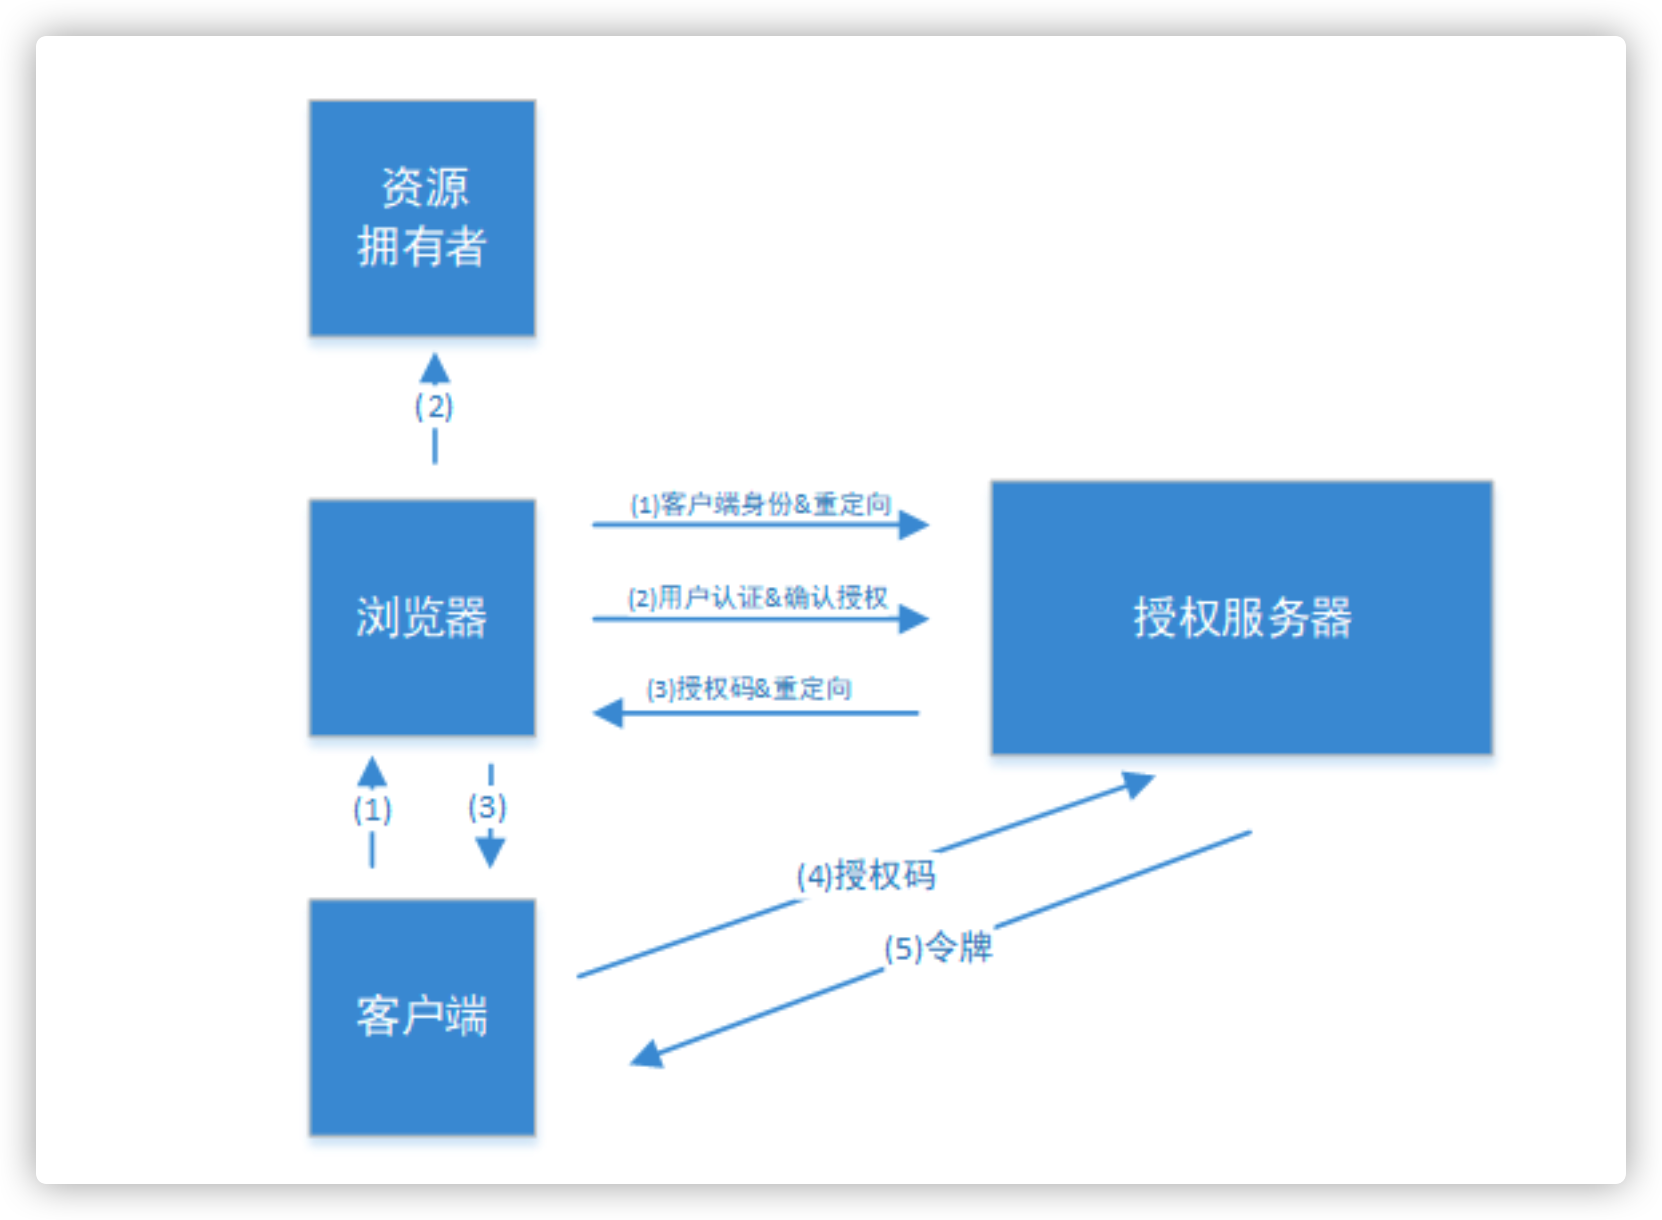 资源
拥有者
(2)
(1)客户端身份&重定向
浏览器
(2)用户认证&确认授权
授权服务器
(3)授权码&重定向
(1)
(3)
(4)授权码
(5)令牌
客户端